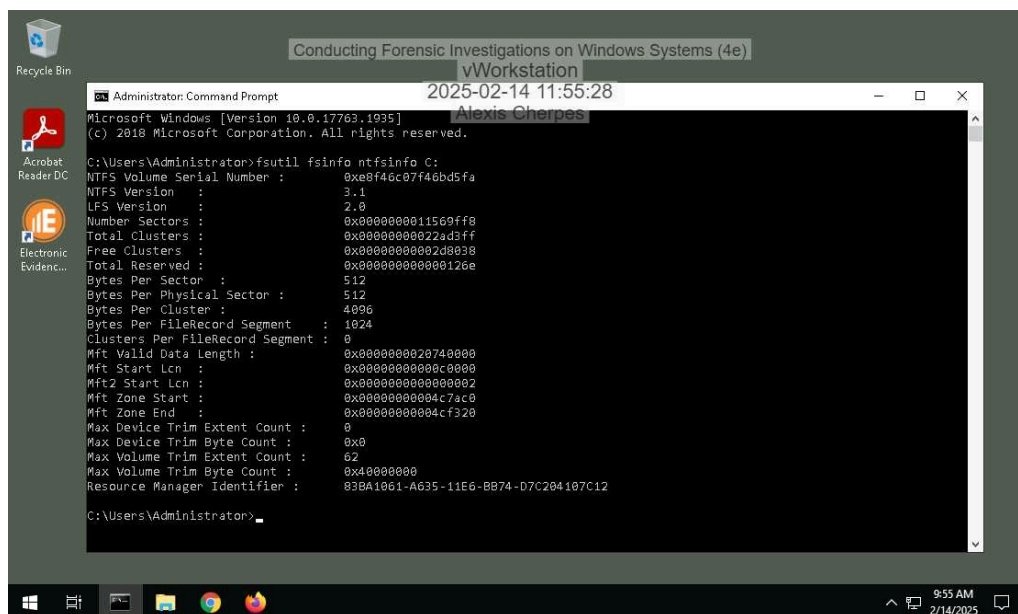 Recycle Bin
Conducting Forensic Investigations on Windows Systems (4e)
vWorkstation
2025-02-14 11:55:28
Alexis Cherpes
Administrator: Command Prompt
Microsoft Windows [Version 10.0.17763.1935]
(c) 2018 Microsoft Corporation. All rights reserved.
Acrobat
Reader DC
Electronic
Evidenc...
C:\Users\Administrator>fsutil fsinfo ntfsinfo C:
NTFS Volume Serial Number : 0xe8f46c07f46bd5fa
NTFS Version : 3.1
LFS Version : 2.0
Number Sectors : 0x0000000011569ff8
Total Clusters : 0x00000000022ad3ff
Free Clusters : 0x00000000002d8038
Total Reserved : 0x000000000000126e
Bytes Per Sector : 512
Bytes Per Physical Sector : 512
Bytes Per Cluster : 4096
Bytes Per FileRecord Segment : 1024
Clusters Per FileRecord Segment : 0
Mft Valid Data Length : 0x0000000020740000
Mft Start Lcn : 0x00000000000c0000
Mft2 Start Lcn : 0x0000000000000002
Mft Zone Start : 0x00000000004c7ac0
Mft Zone End : 0x00000000004cf320
Max Device Trim Extent Count : 0
Max Device Trim Byte Count : 0x0
Max Volume Trim Extent Count : 62
Max Volume Trim Byte Count : 0x40000000
Resource Manager Identifier : 83BA1061-A635-11E6-BB74-D7C204107C12
C:\Users\Administrator>
9:55 AM
2/14/2025